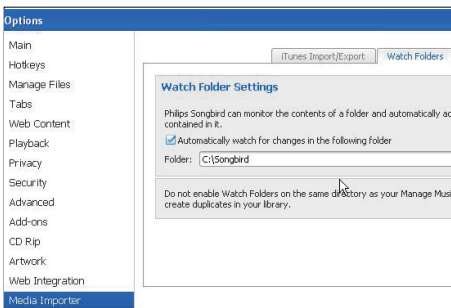 Options
Main
Hotkeys
Manage Files
Tabs
Web Content
Playback
Privacy
Security
Advanced
Add-ons
CD Rip
Artwork
Web Integration
Media Importer
iTunes Import/Export
Watch Folders
Watch Folder Settings
Philips Songbird can monitor the contents of a folder and automatically ad
contained in it.
Automatically watch for changes in the following folder
Folder: C:\Songbird
Do not enable Watch Folders on the same directory as your Manage Musi
create duplicates in your library.